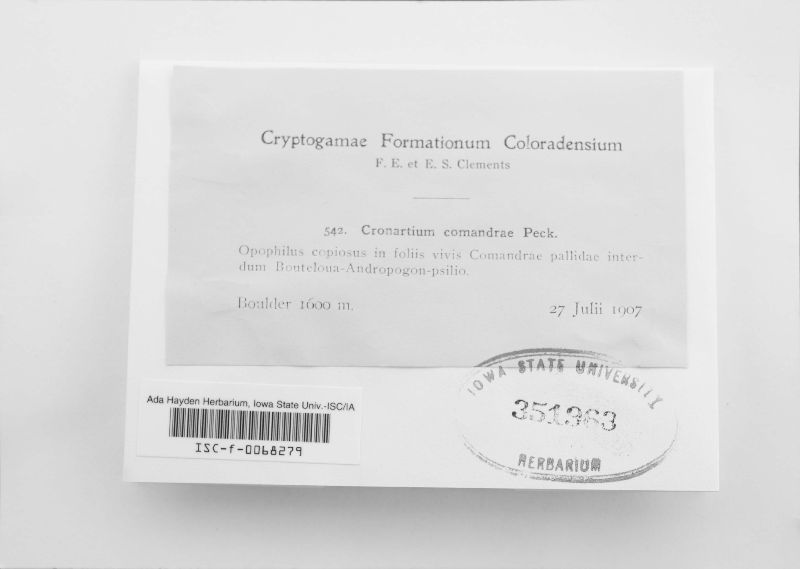 Cryptogamae Formationum Coloradensium
F. E. et E. S. Clements
542. Cronartium comandrae Peck.
Opophilus copiosus in foliis vivis Comandrae pallidae inter-
dum Bouteloua-Andropogon-psilio.
Boulder 1600 m. 27 Julii 1907
IOWA STATE UNIVERSITY
351363
HERBARIUM
Ada Hayden Herbarium, Iowa State Univ.-ISC/IA
ISC-f-0068279